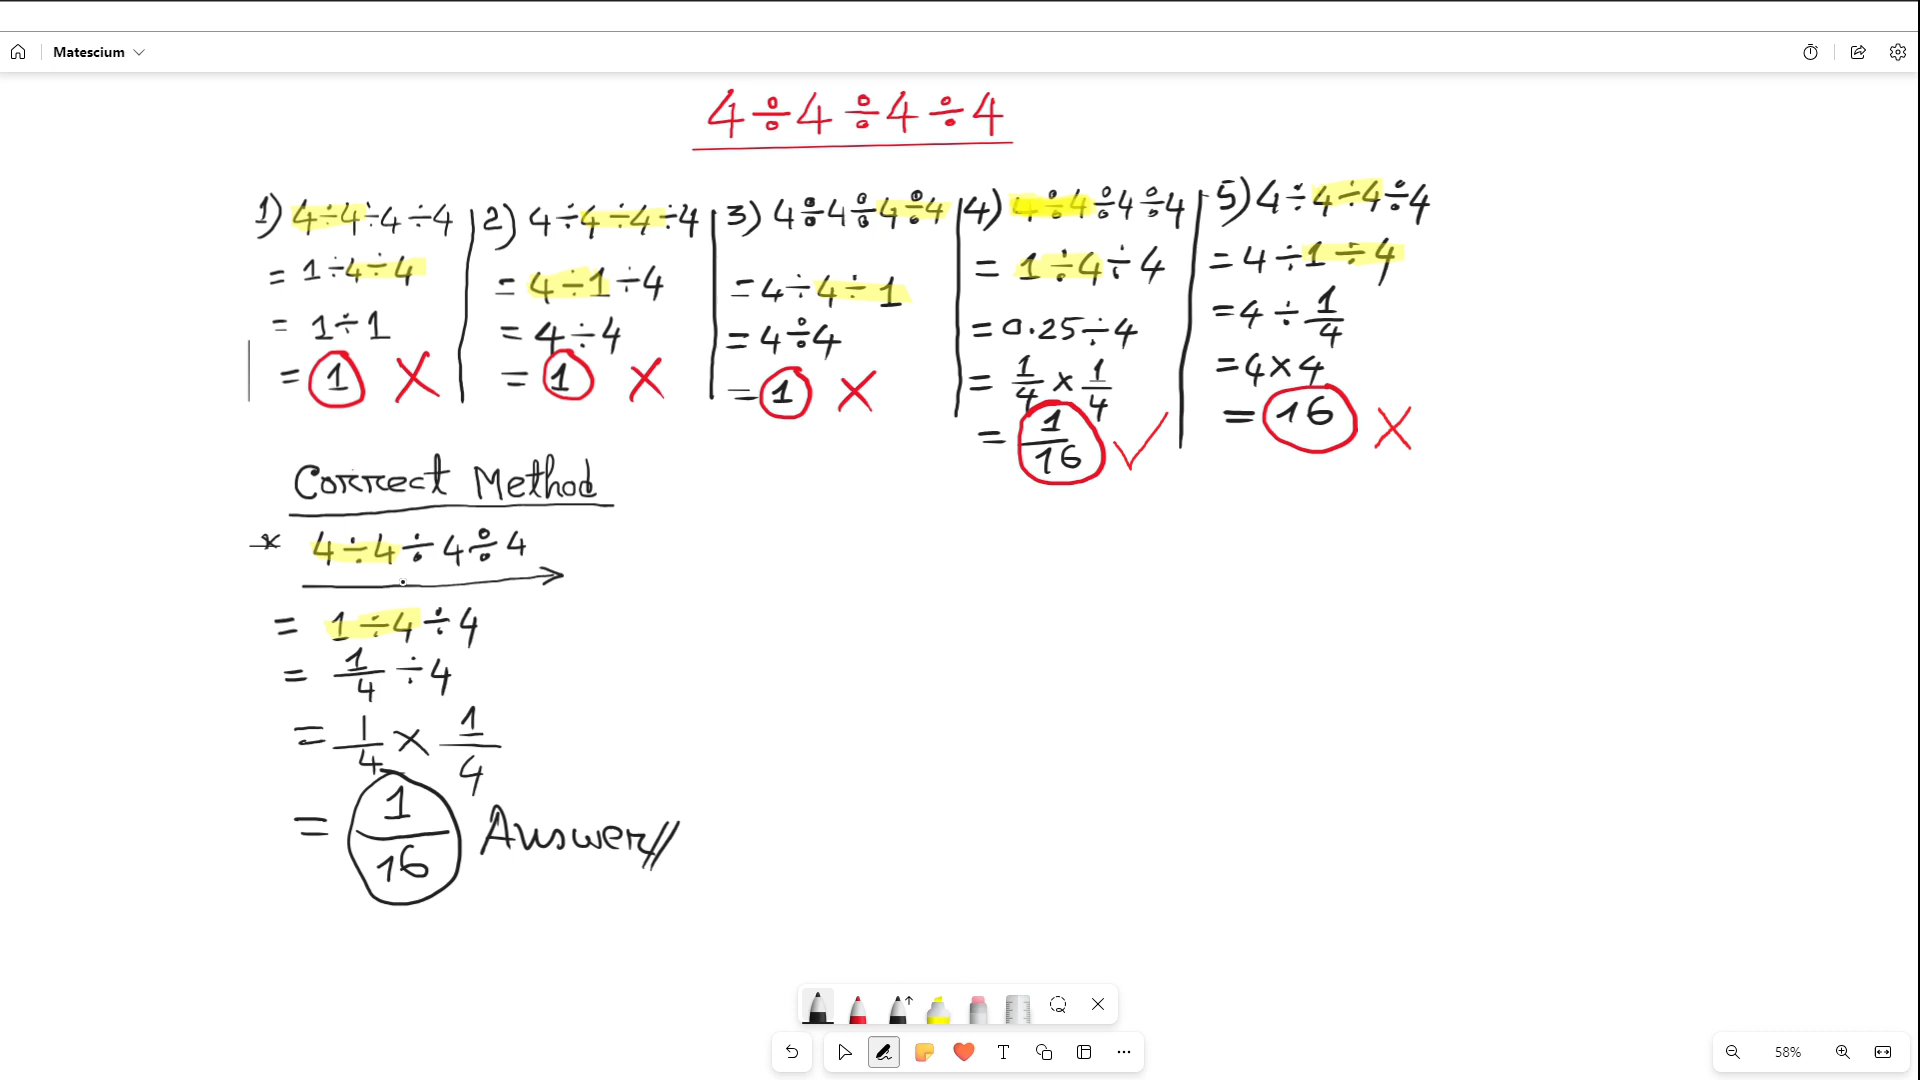 Matescium
4÷4÷4÷4
1) 4÷4÷4÷4
= 1÷4÷4
= 1÷1
= 1 ×
2) 4÷4÷4÷4
= 4÷1÷4
= 4÷4
= 1 ×
3) 4÷4÷4÷4
= 4÷4÷1
= 4÷4
= 1 ×
4) 4÷4÷4÷4
= 1÷4÷4
= 0.25÷4
= 1/4 × 1/4
= 1/16 ✓
5) 4÷4÷4÷4
= 4÷1÷4
= 4÷1/4
= 4×4
= 16 ×
Correct Method
* 4÷4÷4÷4
= 1÷4÷4
= 1/4 ÷4
= 1/4 × 1/4
= 1/16 Answer//
58%